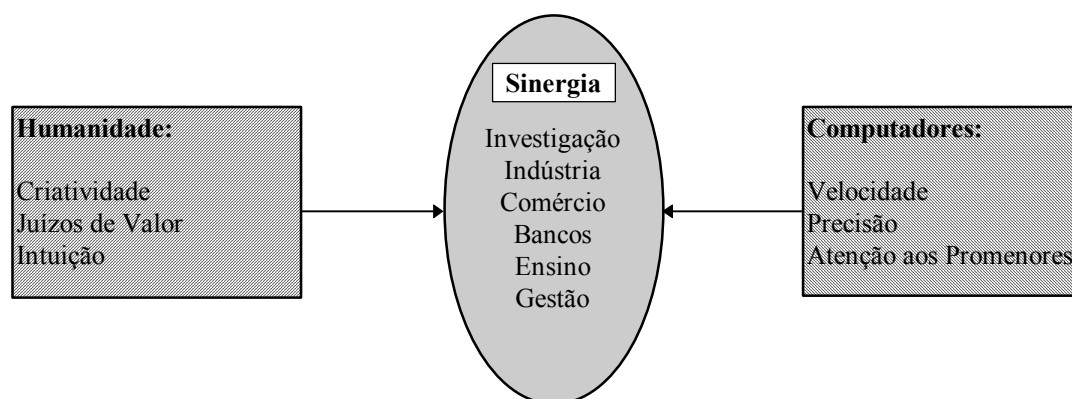 Humanidade:
Criatividade
Juízos de Valor
Intuição
Sinergia
Investigação
Indústria
Comércio
Bancos
Ensino
Gestão
Computadores:
Velocidade
Precisão
Atenção aos Promenores